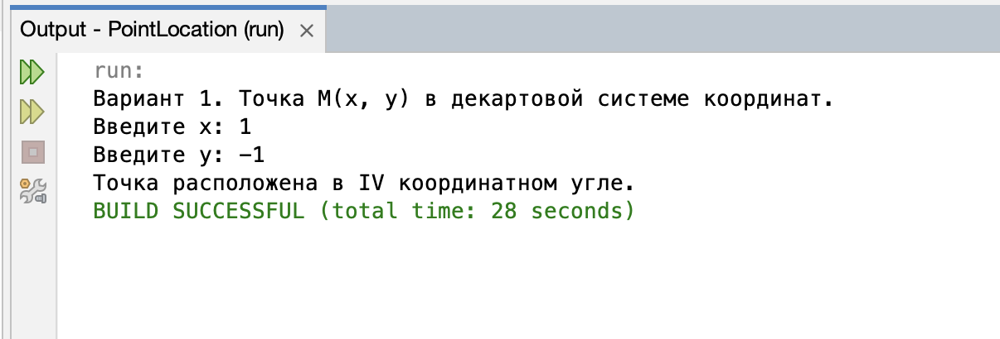 Output - PointLocation (run)
run:
Вариант 1. Точка M(x, y) в декартовой системе координат.
Введите x: 1
Введите y: -1
Точка расположена в IV координатном угле.
BUILD SUCCESSFUL (total time: 28 seconds)